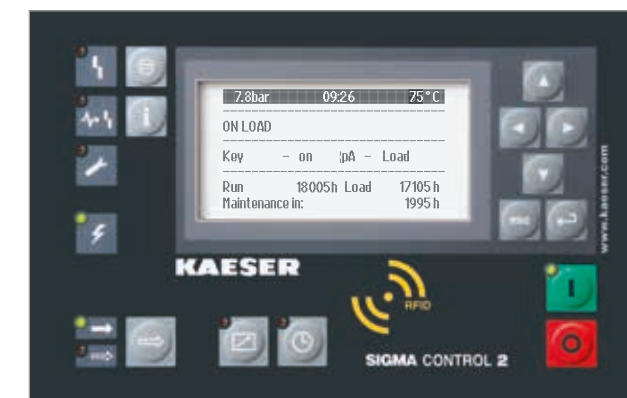 7.8bar 09:26 75°C
ON LOAD
Key - on pA - Load
Run 18005h Load 17105h
Maintenance in: 1995h
esc
www.kaeser.com
KAESER
RFID
I
SIGMA CONTROL 2